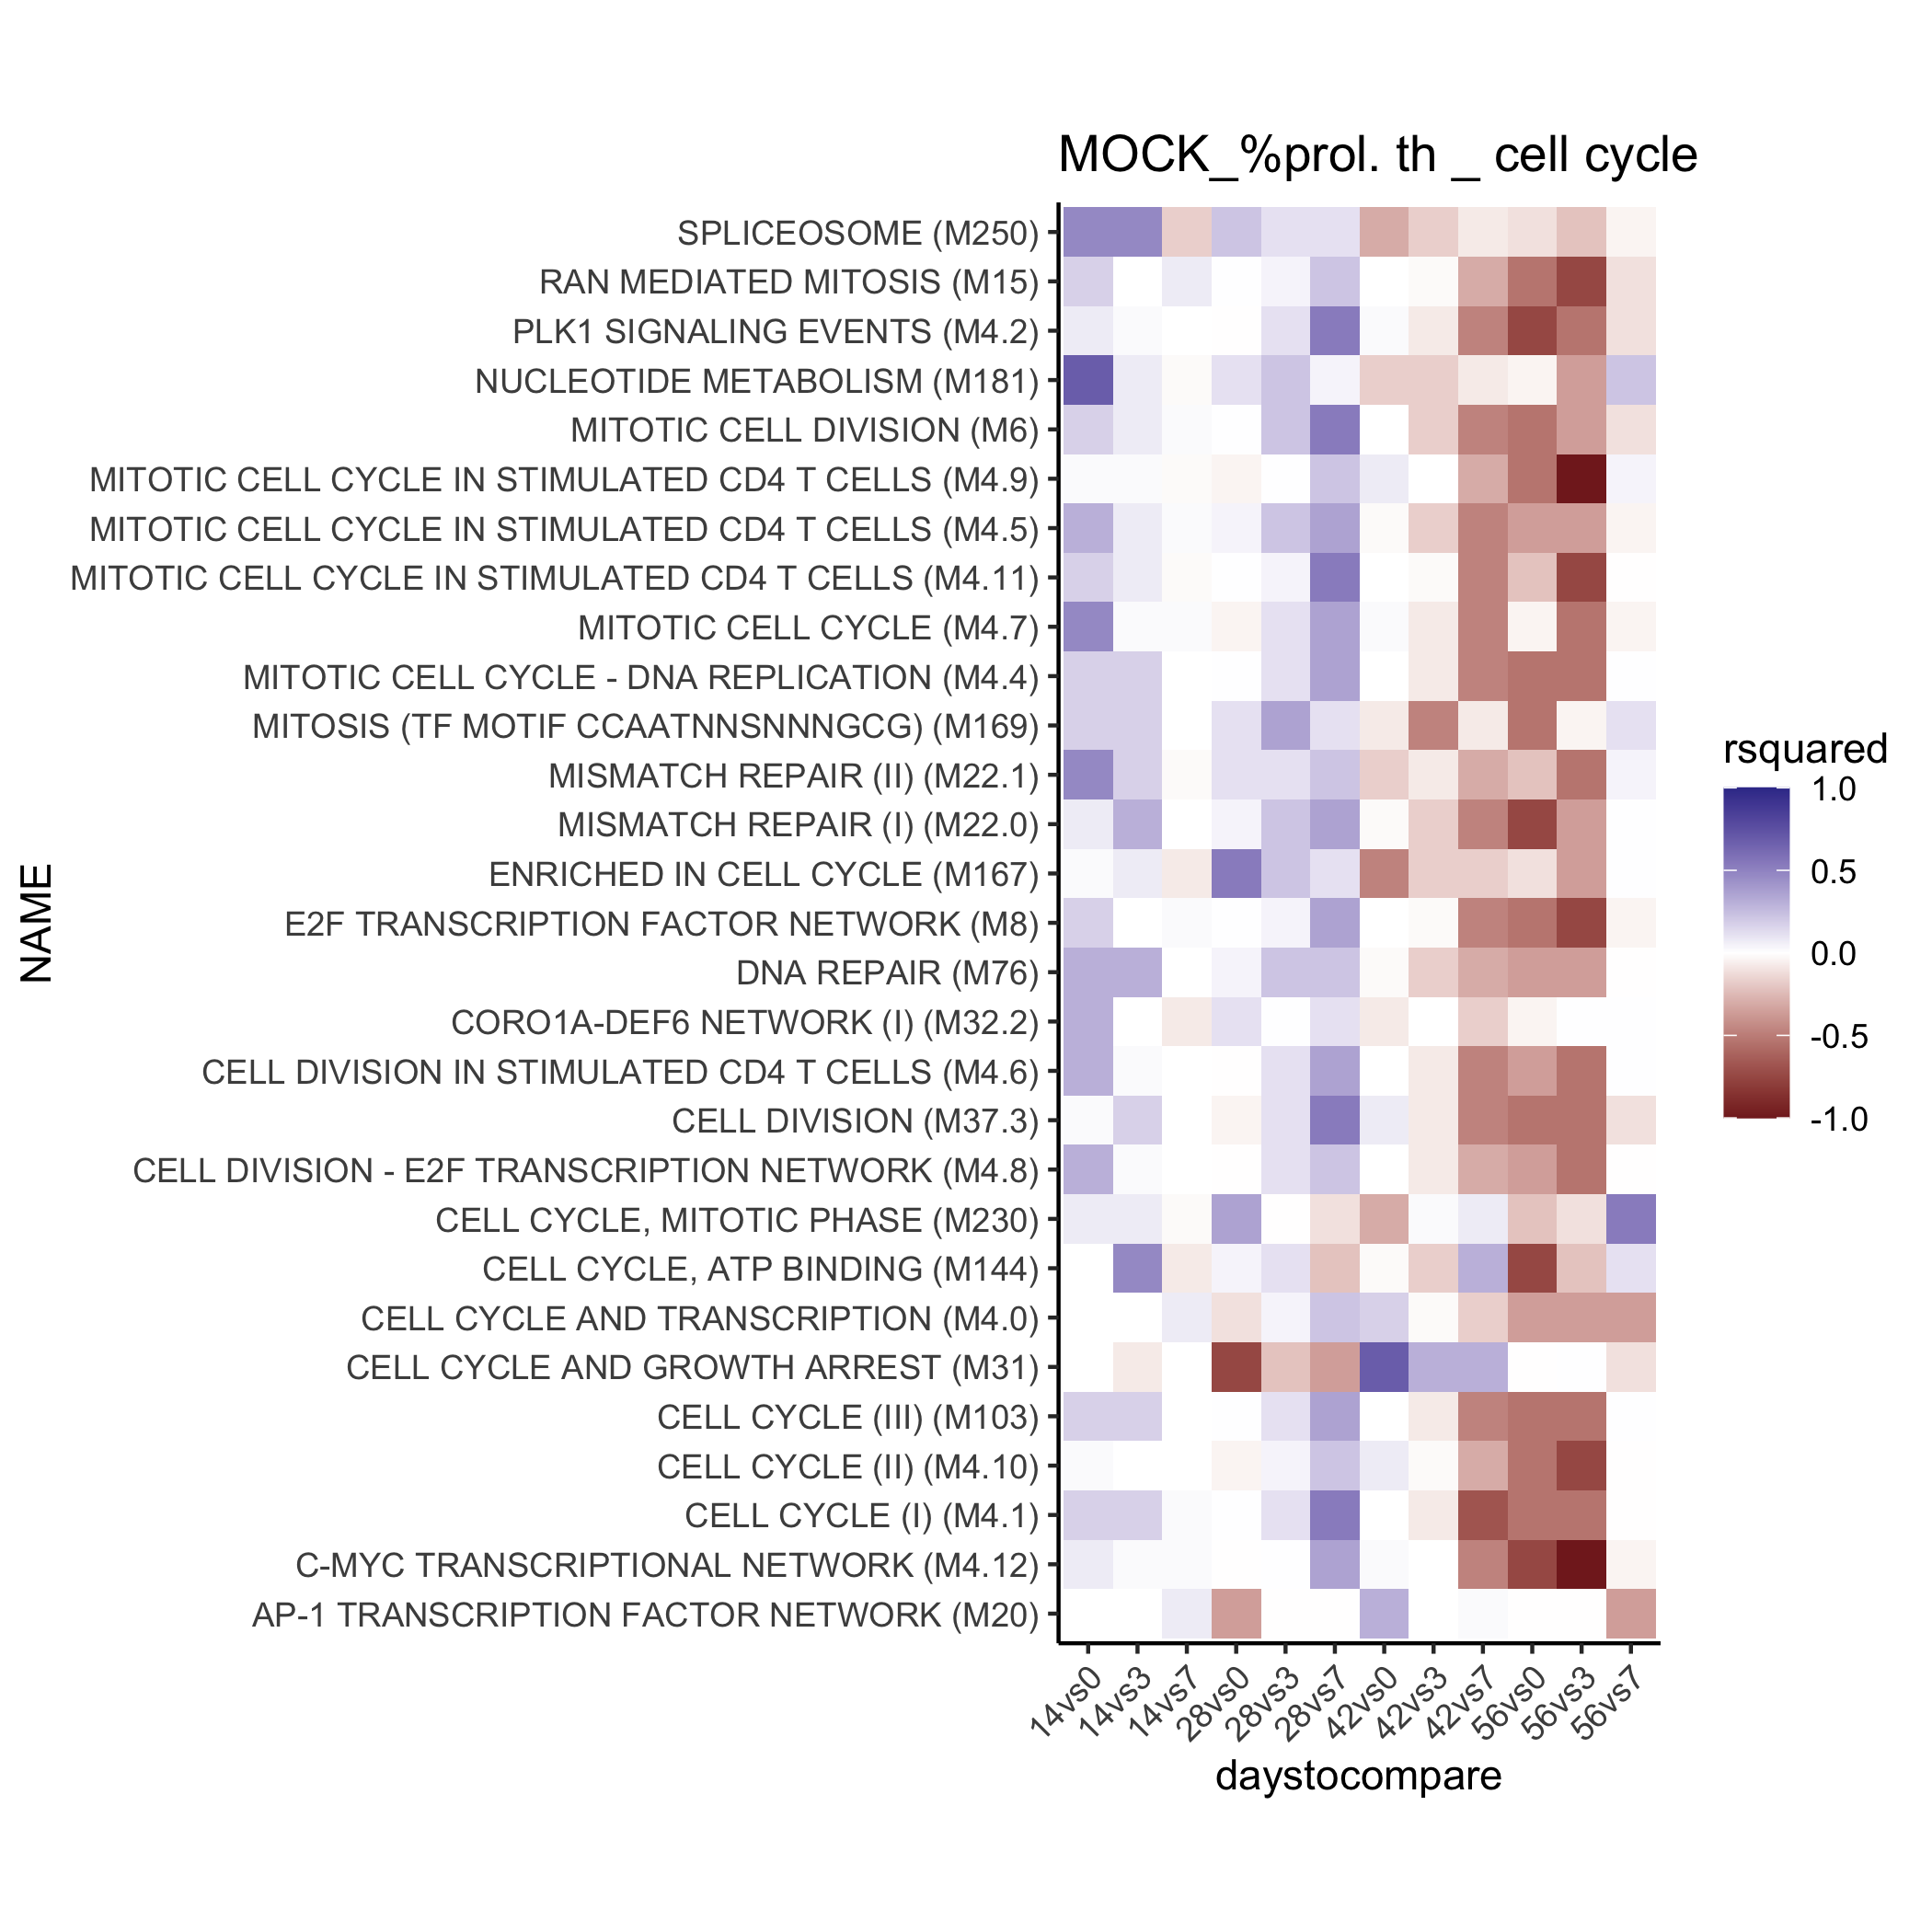 MOCK_%prol. th _ cell cycle
SPLICEOSOME (M250)
RAN MEDIATED MITOSIS (M15)
PLK1 SIGNALING EVENTS (M4.2)
NUCLEOTIDE METABOLISM (M181)
MITOTIC CELL DIVISION (M6)
MITOTIC CELL CYCLE IN STIMULATED CD4 T CELLS (M4.9)
MITOTIC CELL CYCLE IN STIMULATED CD4 T CELLS (M4.5)
MITOTIC CELL CYCLE IN STIMULATED CD4 T CELLS (M4.11)
MITOTIC CELL CYCLE (M4.7)
MITOTIC CELL CYCLE - DNA REPLICATION (M4.4)
MITOSIS (TF MOTIF CCAATNNSNNNGCG) (M169)
MISMATCH REPAIR (II) (M22.1)
MISMATCH REPAIR (I) (M22.0)
ENRICHED IN CELL CYCLE (M167)
E2F TRANSCRIPTION FACTOR NETWORK (M8)
DNA REPAIR (M76)
CORO1A-DEF6 NETWORK (I) (M32.2)
CELL DIVISION IN STIMULATED CD4 T CELLS (M4.6)
CELL DIVISION (M37.3)
CELL DIVISION - E2F TRANSCRIPTION NETWORK (M4.8)
CELL CYCLE, MITOTIC PHASE (M230)
CELL CYCLE, ATP BINDING (M144)
CELL CYCLE AND TRANSCRIPTION (M4.0)
CELL CYCLE AND GROWTH ARREST (M31)
CELL CYCLE (III) (M103)
CELL CYCLE (II) (M4.10)
CELL CYCLE (I) (M4.1)
C-MYC TRANSCRIPTIONAL NETWORK (M4.12)
AP-1 TRANSCRIPTION FACTOR NETWORK (M20)
NAME
14vs0
14vs3
14vs7
28vs0
28vs3
28vs7
42vs0
42vs3
42vs7
56vs0
56vs3
56vs7
daystocompare
rsquared
1.0
0.5
0.0
-0.5
-1.0